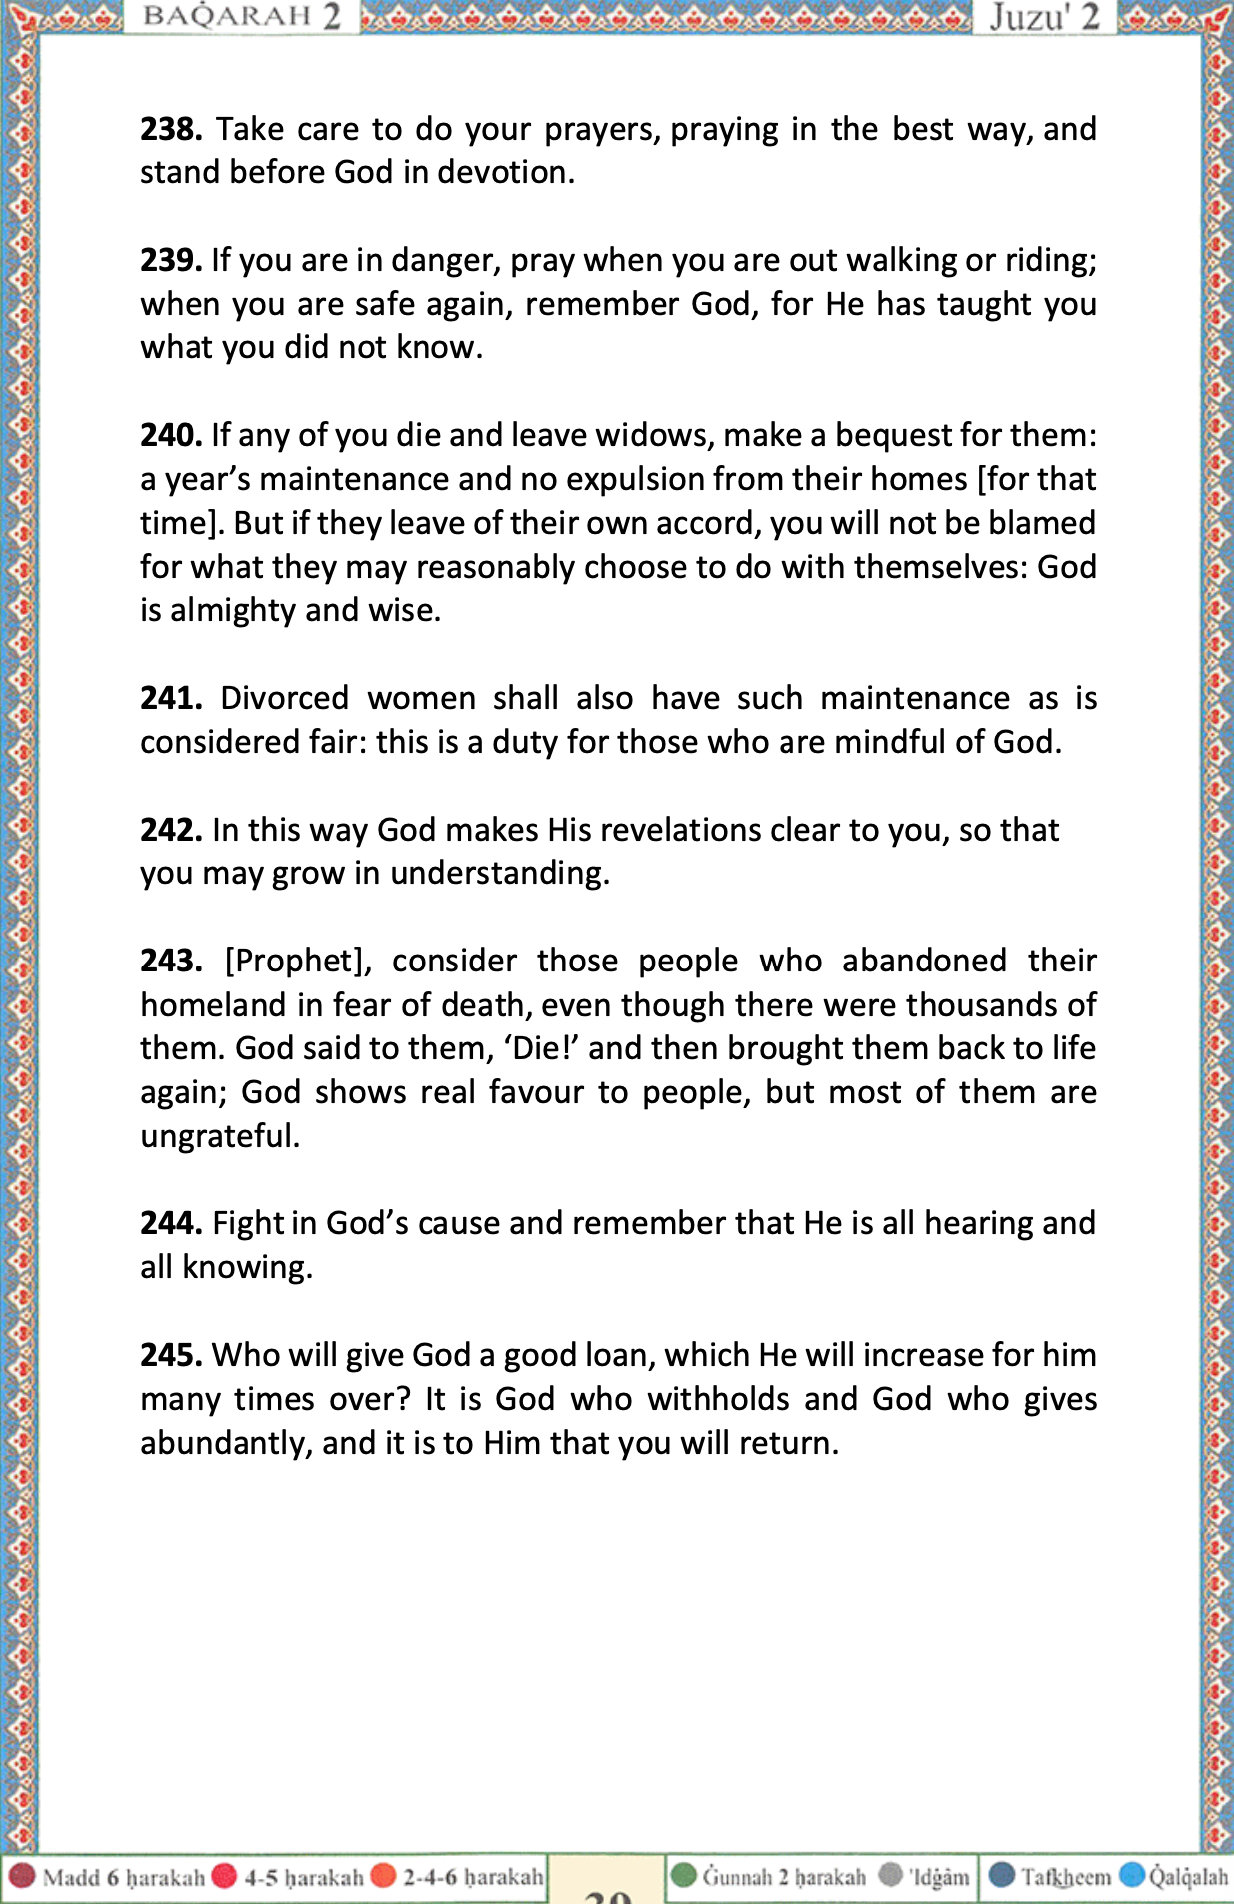 BAQ̇ARAH 2 Juzu' 2
238. Take care to do your prayers, praying in the best way, and
stand before God in devotion.
239. If you are in danger, pray when you are out walking or riding;
when you are safe again, remember God, for He has taught you
what you did not know.
240. If any of you die and leave widows, make a bequest for them:
a year’s maintenance and no expulsion from their homes [for that
time]. But if they leave of their own accord, you will not be blamed
for what they may reasonably choose to do with themselves: God
is almighty and wise.
241. Divorced women shall also have such maintenance as is
considered fair: this is a duty for those who are mindful of God.
242. In this way God makes His revelations clear to you, so that
you may grow in understanding.
243. [Prophet], consider those people who abandoned their
homeland in fear of death, even though there were thousands of
them. God said to them, ‘Die!’ and then brought them back to life
again; God shows real favour to people, but most of them are
ungrateful.
244. Fight in God’s cause and remember that He is all hearing and
all knowing.
245. Who will give God a good loan, which He will increase for him
many times over? It is God who withholds and God who gives
abundantly, and it is to Him that you will return.
Madd 6 ḥarakah 4-5 ḥarakah 2-4-6 ḥarakah Ġunnah 2 ḥarakah 'Idġâm Tafk͟heem Q̇alq̇alah